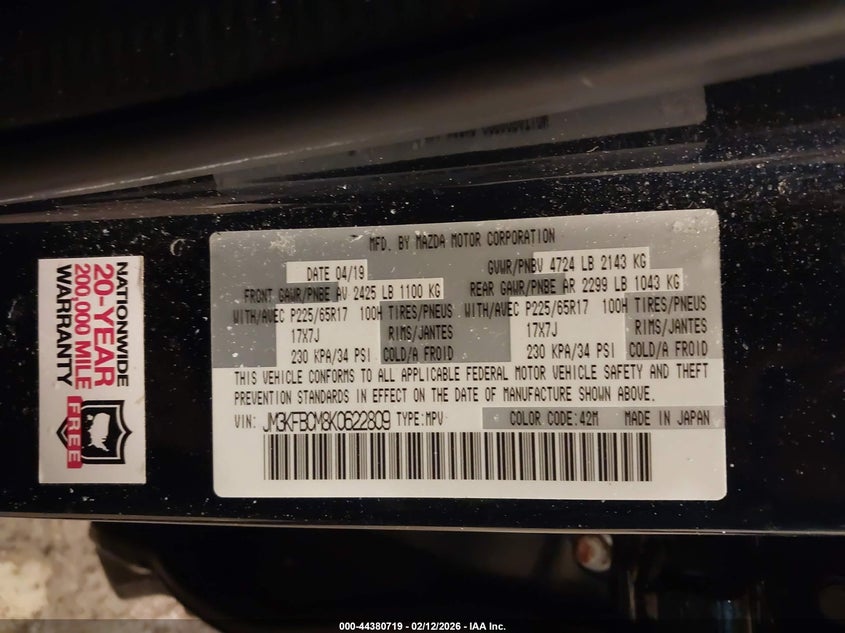 MFD. BY MAZDA MOTOR CORPORATION
DATE 04/19
GVWR/PNBV 4724 LB 2143 KG
FRONT GAWR/PNBE AV 2425 LB 1100 KG
REAR GAWR/PNBE AR 2299 LB 1043 KG
WITH/AVEC P225/65R17 100H TIRES/PNEUS
17X7J RIMS/JANTES
230 KPA/34 PSI COLD/A FROID
WITH/AVEC P225/65R17 100H TIRES/PNEUS
17X7J RIMS/JANTES
230 KPA/34 PSI COLD/A FROID
THIS VEHICLE CONFORMS TO ALL APPLICABLE FEDERAL MOTOR VEHICLE SAFETY AND THEFT
PREVENTION STANDARDS IN EFFECT ON THE DATE OF MANUFACTURE SHOWN ABOVE.
VIN: JM3KFBCM8K0622809 TYPE:MPV COLOR CODE:42M MADE IN JAPAN
NATIONWIDE
20-YEAR
200,000 MILE
WARRANTY
FREE
000-44380719 - 02/12/2026 - IAA Inc.